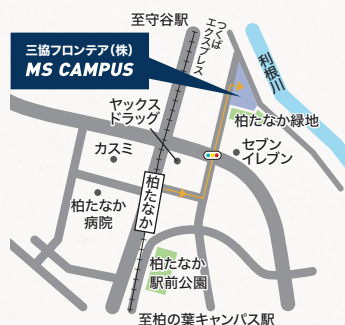 至守谷駅
つくば
エクスプレス
三協フロンテア(株)
MS CAMPUS
利根川
ヤックス
ドラッグ
柏たなか緑地
カスミ
セブン
イレブン
柏たなか
柏たなか
病院
柏たなか
駅前公園
至柏の葉キャンパス駅